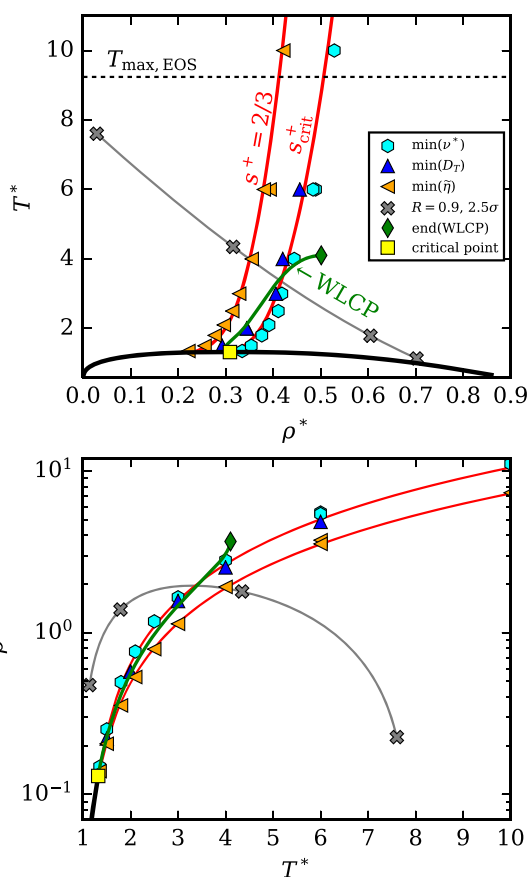 10
8
6
4
2
T*
T_max, EOS
s⁺ = 2/3
s⁺_crit
min(ν*)
min(D_T)
min(η̃)
R = 0.9, 2.5σ
end(WLCP)
critical point
←WLCP
0.0 0.1 0.2 0.3 0.4 0.5 0.6 0.7 0.8 0.9
ρ*
10¹
10⁰
10⁻¹
1 2 3 4 5 6 7 8 9 10
T*